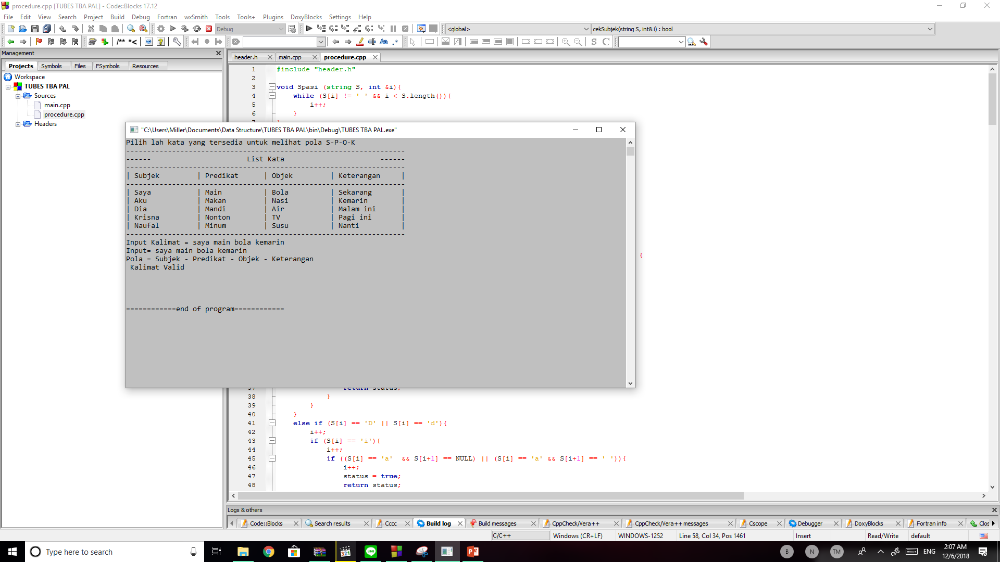 procedure.cpp [TUBES TBA PAL] - Code::Blocks 17.12
File Edit View Search Project Build Debug Fortran wxSmith Tools Tools+ Plugins DoxyBlocks Settings Help
Debug
<global>
cekSubjek(string S, int& i) : bool
/** *<
Aa .*
S C
Management
Projects Symbols Files FSymbols Resources
Workspace
TUBES TBA PAL
Sources
main.cpp
procedure.cpp
Headers
header.h main.cpp procedure.cpp
1 #include "header.h"
2
3 void Spasi (string S, int &i){
4 while (S[i] != ' ' && i < S.length()){
5 i++;
6 }
"C:\Users\Miller\Documents\Data Structure\TUBES TBA PAL\bin\Debug\TUBES TBA PAL.exe"
Pilih lah kata yang tersedia untuk melihat pola S-P-O-K
-------------------------------------------------------------------
------ List Kata ------
-------------------------------------------------------------------
| Subjek | Predikat | Objek | Keterangan |
-------------------------------------------------------------------
| Saya | Main | Bola | Sekarang |
| Aku | Makan | Nasi | Kemarin |
| Dia | Mandi | Air | Malam ini |
| Krisna | Nonton | TV | Pagi ini |
| Naufal | Minum | Susu | Nanti |
-------------------------------------------------------------------
Input Kalimat = saya main bola kemarin
Input= saya main bola kemarin
Pola = Subjek - Predikat - Objek - Keterangan
Kalimat Valid
============end of program============
{
37 return status;
38 }
39 }
40 }
41 else if (S[i] == 'D' || S[i] == 'd'){
42 i++;
43 if (S[i] == 'i'){
44 i++;
45 if ((S[i] == 'a' && S[i+1] == NULL) || (S[i] == 'a' && S[i+1] == ' ')){
46 i++;
47 status = true;
48 return status;
Logs & others
Code::Blocks Search results Cccc Build log Build messages CppCheck/Vera++ CppCheck/Vera++ messages Cscope Debugger DoxyBlocks Fortran info Clos
C/C++ Windows (CR+LF) WINDOWS-1252 Line 58, Col 34, Pos 1461 Insert Read/Write default
Type here to search
321
LINE
B N TM
ENG
2:07 AM
12/6/2018